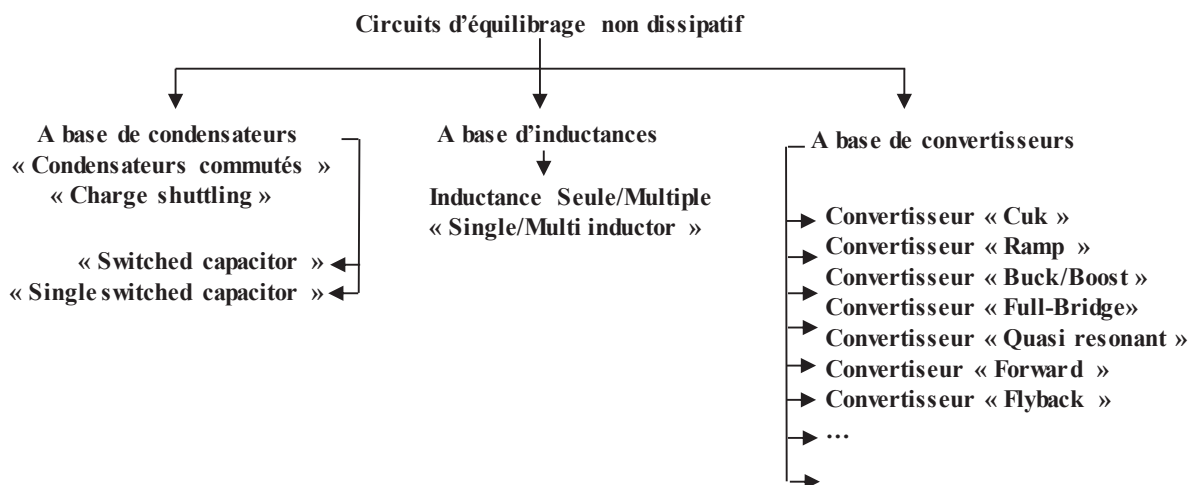 Circuits d'équilibrage non dissipatif
A base de condensateurs
« Condensateurs commutés »
« Charge shuttling »
« Switched capacitor »
« Single switched capacitor »
A base d'inductances
Inductance Seule/Multiple
« Single/Multi inductor »
A base de convertisseurs
Convertisseur « Cuk »
Convertisseur « Ramp »
Convertisseur « Buck/Boost »
Convertisseur « Full-Bridge»
Convertisseur « Quasi resonant »
Convertiseur « Forward »
Convertisseur « Flyback »
…